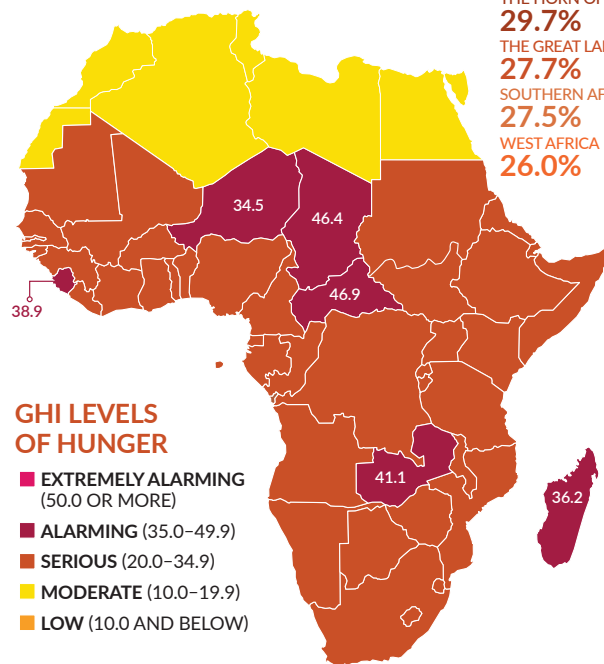 29.7%
THE GREAT
27.7%
SOUTHERN
27.5%
WEST AFRICA
26.0%
34.5
46.4
46.9
38.9
41.1
36.2
GHI LEVELS
OF HUNGER
EXTREMELY ALARMING
(50.0 OR MORE)
ALARMING (35.0–49.9)
SERIOUS (20.0–34.9)
MODERATE (10.0–19.9)
LOW (10.0 AND BELOW)